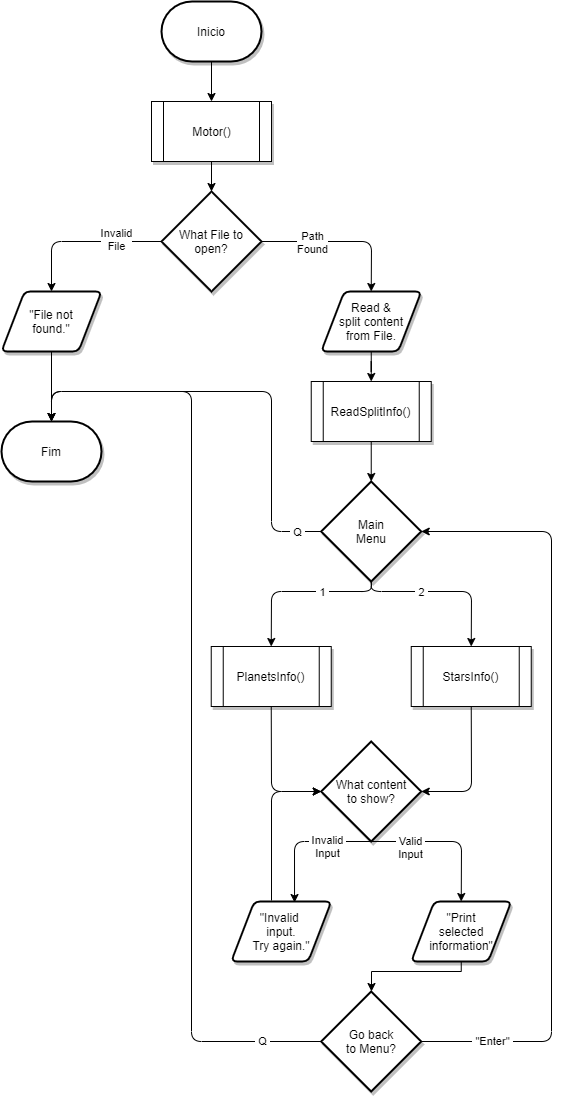 Inicio
Motor()
What File to
open?
Invalid
File
Path
Found
"File not
found."
Read &
split content
from File.
ReadSplitInfo()
Fim
Main
Menu
Q
1
2
PlanetsInfo()
StarsInfo()
What content
to show?
Invalid
Input
Valid
Input
"Invalid
input.
Try again."
"Print
selected
information"
Go back
to Menu?
Q
"Enter"